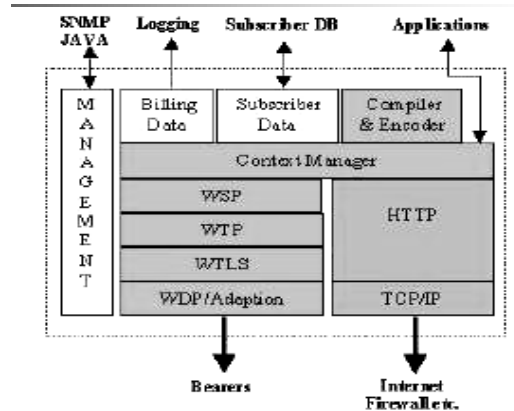 SNMP
JAVA
Logging
Subscriber DB
Applications
MANAGEMENT
Billing
Data
Subscriber
Data
Compiler
& Encoder
Context Manager
WSP
HTTP
WTP
WTLS
WDP/Adaption
TCP/IP
Bearers
Internet
Firewall etc.